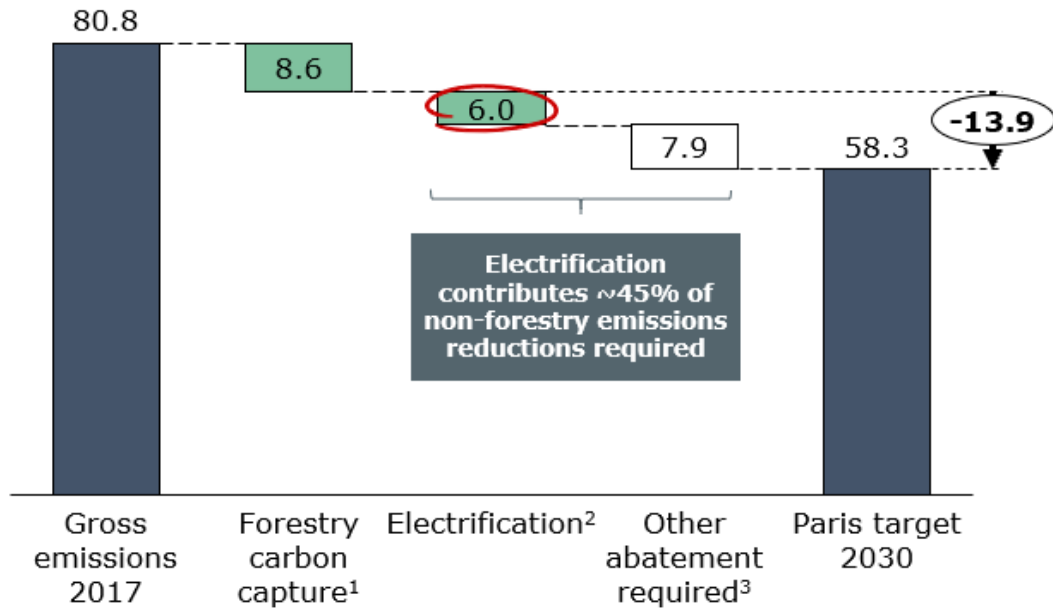 80.8
8.6
6.0
7.9
58.3
-13.9
Electrification
contributes ~45% of
non-forestry emissions
reductions required
Gross
emissions
2017
Forestry
carbon
capture¹
Electrification²
Other
abatement
required³
Paris target
2030